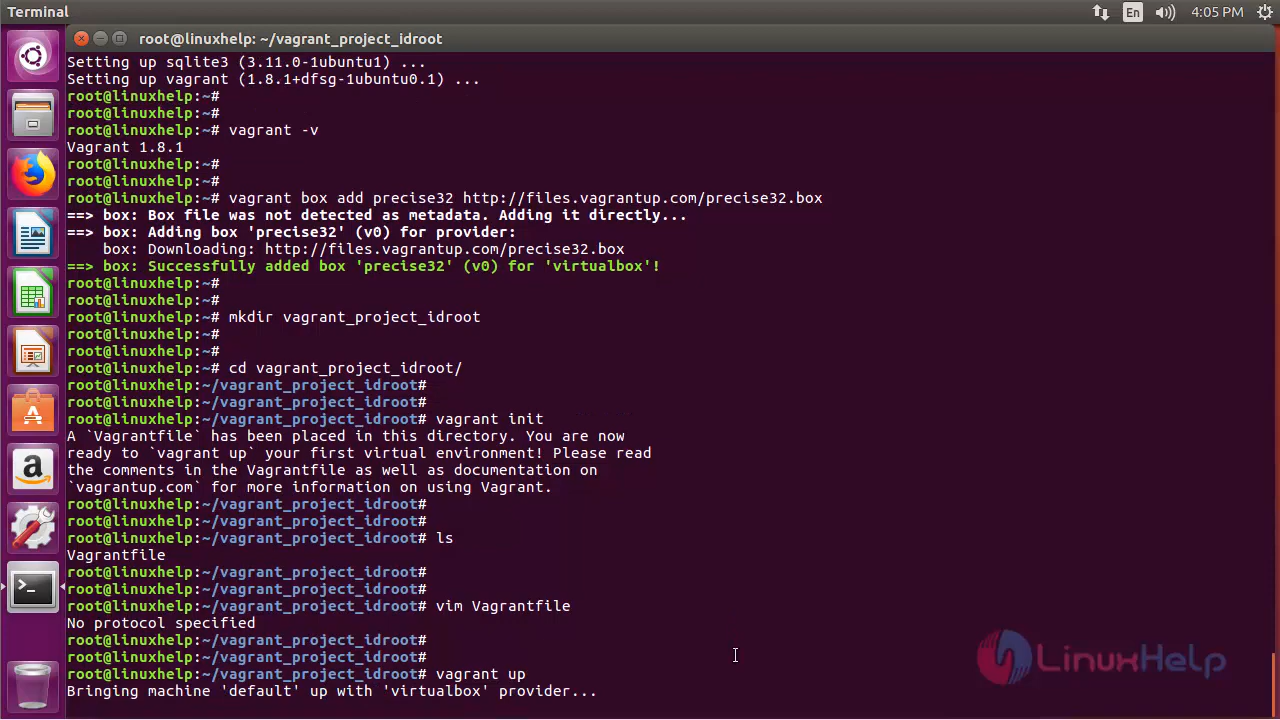 Terminal
En
4:05 PM
root@linuxhelp: ~/vagrant_project_idroot
Setting up sqlite3 (3.11.0-1ubuntu1) ...
Setting up vagrant (1.8.1+dfsg-1ubuntu0.1) ...
root@linuxhelp:~#
root@linuxhelp:~#
root@linuxhelp:~# vagrant -v
Vagrant 1.8.1
root@linuxhelp:~#
root@linuxhelp:~#
root@linuxhelp:~# vagrant box add precise32 http://files.vagrantup.com/precise32.box
==> box: Box file was not detected as metadata. Adding it directly...
==> box: Adding box 'precise32' (v0) for provider:
    box: Downloading: http://files.vagrantup.com/precise32.box
==> box: Successfully added box 'precise32' (v0) for 'virtualbox'!
root@linuxhelp:~#
root@linuxhelp:~#
root@linuxhelp:~# mkdir vagrant_project_idroot
root@linuxhelp:~#
root@linuxhelp:~#
root@linuxhelp:~# cd vagrant_project_idroot/
root@linuxhelp:~/vagrant_project_idroot#
root@linuxhelp:~/vagrant_project_idroot#
root@linuxhelp:~/vagrant_project_idroot# vagrant init
A `Vagrantfile` has been placed in this directory. You are now
ready to `vagrant up` your first virtual environment! Please read
the comments in the Vagrantfile as well as documentation on
`vagrantup.com` for more information on using Vagrant.
root@linuxhelp:~/vagrant_project_idroot#
root@linuxhelp:~/vagrant_project_idroot#
root@linuxhelp:~/vagrant_project_idroot# ls
Vagrantfile
root@linuxhelp:~/vagrant_project_idroot#
root@linuxhelp:~/vagrant_project_idroot#
root@linuxhelp:~/vagrant_project_idroot# vim Vagrantfile
No protocol specified
root@linuxhelp:~/vagrant_project_idroot#
root@linuxhelp:~/vagrant_project_idroot#
root@linuxhelp:~/vagrant_project_idroot# vagrant up
Bringing machine 'default' up with 'virtualbox' provider...
LinuxHelp